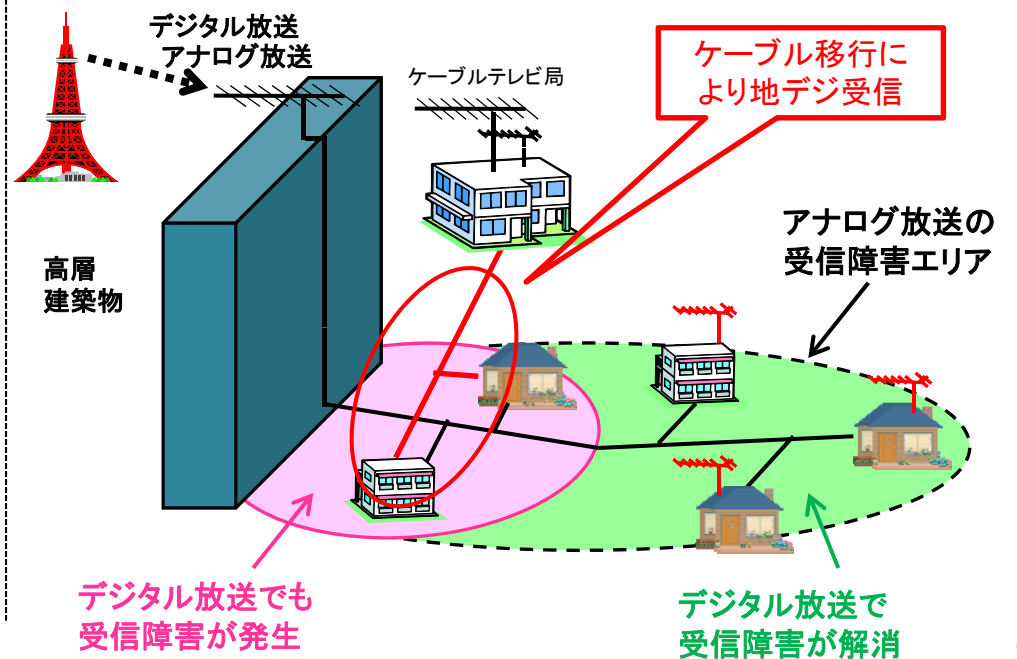 デジタル放送
アナログ放送
ケーブルテレビ局
ケーブル移行に
より地デジ受信
アナログ放送の
受信障害エリア
高層
建築物
デジタル放送でも
受信障害が発生
デジタル放送で
受信障害が解消